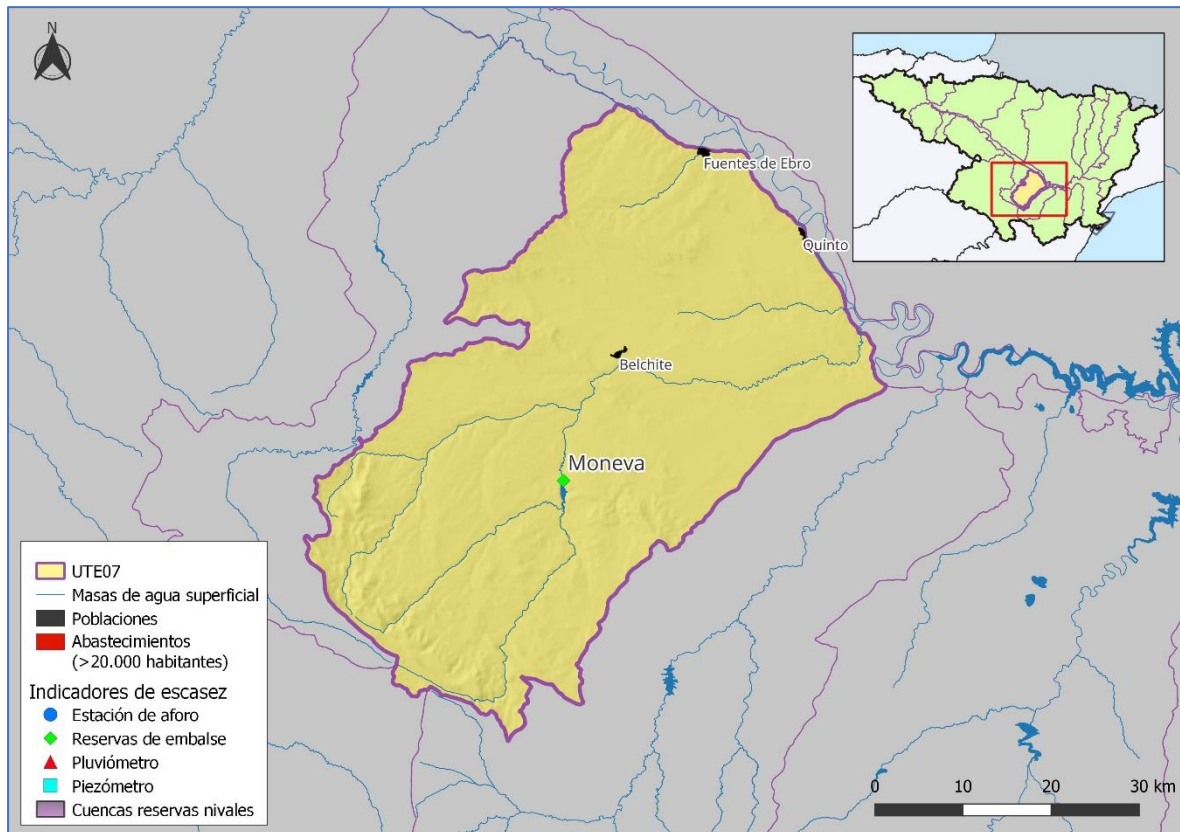 N
Fuentes de Ebro
Quinto
Belchite
Moneva
UTE07
Masas de agua superficial
Poblaciones
Abastecimientos
(>20.000 habitantes)
Indicadores de escasez
Estación de aforo
Reservas de embalse
Pluviómetro
Piezómetro
Cuencas reservas nivales
0 10 20 30 km